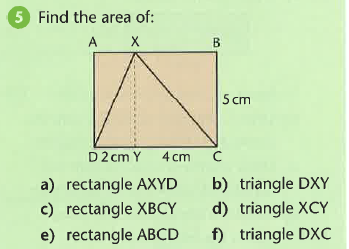 5 Find the area of:
A X B
5 cm
D 2 cm Y 4 cm C
a) rectangle AXYD b) triangle DXY
c) rectangle XBCY d) triangle XCY
e) rectangle ABCD f) triangle DXC